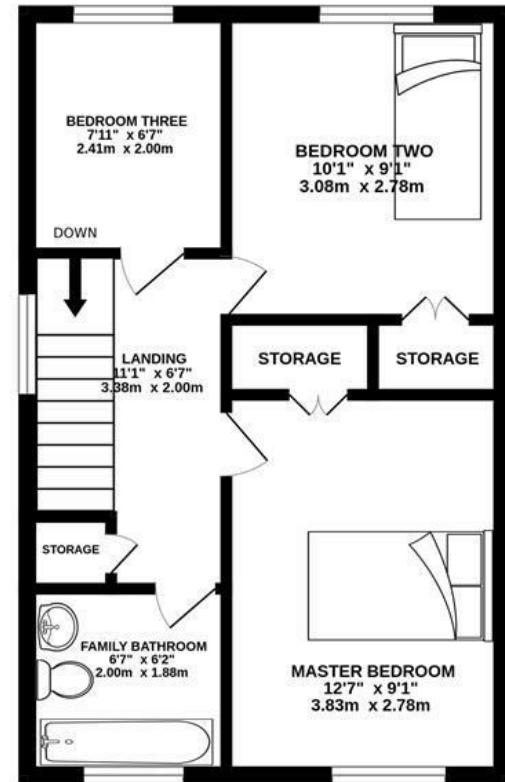 BEDROOM THREE
7'11" x 6'7"
2.41m x 2.00m
BEDROOM TWO
10'1" x 9'1"
3.08m x 2.78m
DOWN
LANDING
11'1" x 6'7"
3.38m x 2.00m
STORAGE
STORAGE
STORAGE
FAMILY BATHROOM
6'7" x 6'2"
2.00m x 1.88m
MASTER BEDROOM
12'7" x 9'1"
3.83m x 2.78m